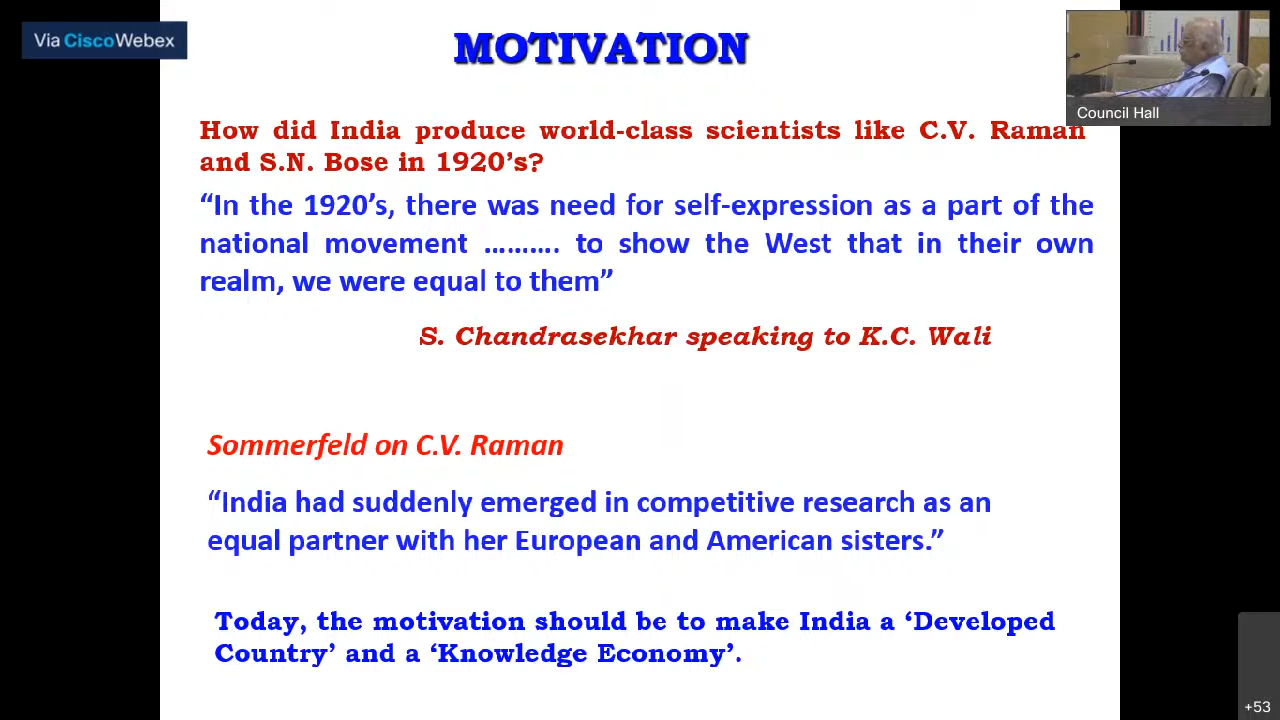 Via CiscoWebex
MOTIVATION
Council Hall
How did India produce world-class scientists like C.V. Raman
and S.N. Bose in 1920’s?
“In the 1920’s, there was need for self-expression as a part of the
national movement ………. to show the West that in their own
realm, we were equal to them”
S. Chandrasekhar speaking to K.C. Wali
Sommerfeld on C.V. Raman
“India had suddenly emerged in competitive research as an
equal partner with her European and American sisters.”
Today, the motivation should be to make India a ‘Developed
Country’ and a ‘Knowledge Economy’.
+53